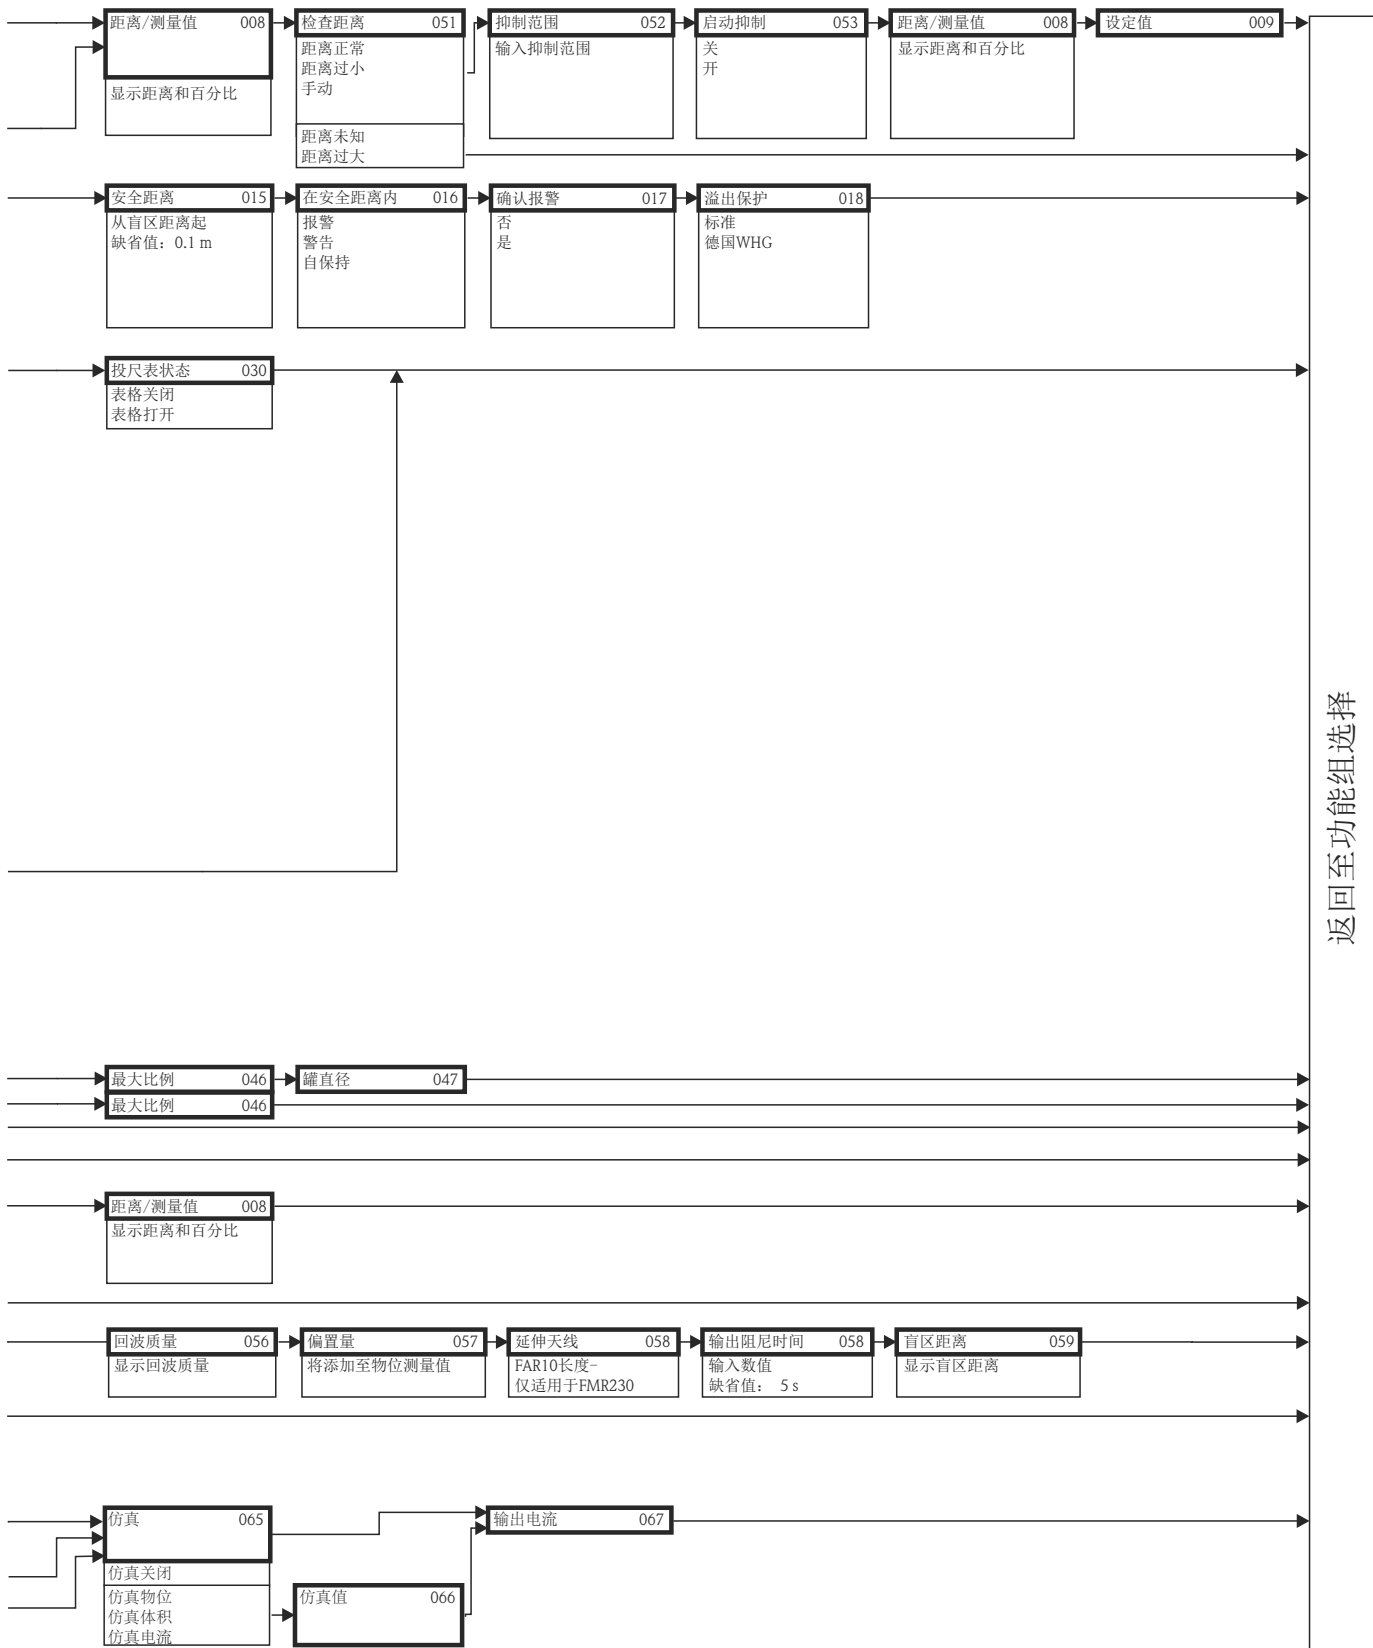 距离/测量值 008
显示距离和百分比
检查距离 051
距离正常
距离过小
手动
距离未知
距离过大
抑制范围 052
输入抑制范围
启动抑制 053
关
开
距离/测量值 008
显示距离和百分比
设定值 009
安全距离 015
从盲区距离起
缺省值：0.1 m
在安全距离内 016
报警
警告
自保持
确认报警 017
否
是
溢出保护 018
标准
德国WHG
投尺表状态 030
表格关闭
表格打开
返回至功能组选择
最大比例 046
罐直径 047
最大比例 046
距离/测量值 008
显示距离和百分比
回波质量 056
显示回波质量
偏置量 057
将添加至物位测量值
延伸天线 058
FAR10长度-
仅适用于FMR230
输出阻尼时间 058
输入数值
缺省值： 5 s
盲区距离 059
显示盲区距离
仿真 065
仿真关闭
仿真物位
仿真体积
仿真电流
仿真值 066
输出电流 067